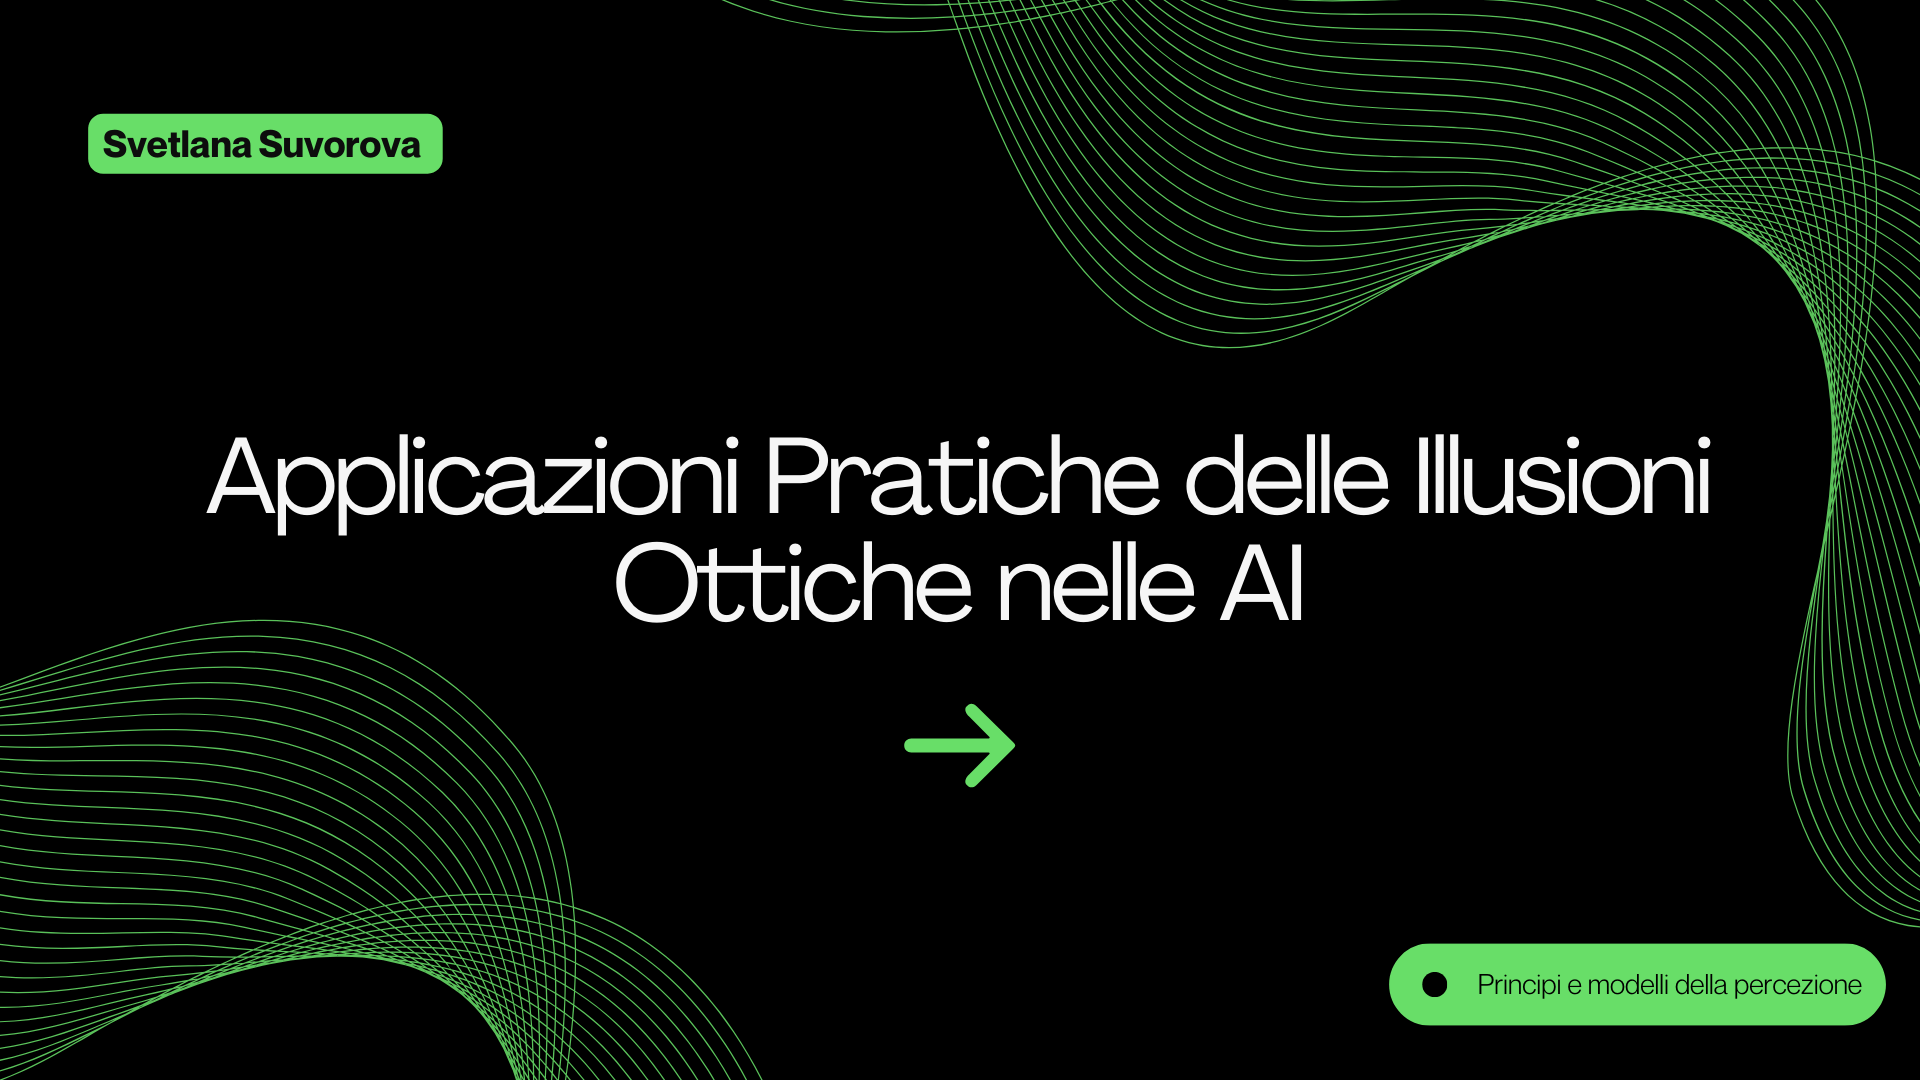 Svetlana Suvorova
Applicazioni Pratiche delle Illusioni
Ottiche nelle AI
Principi e modelli della percezione